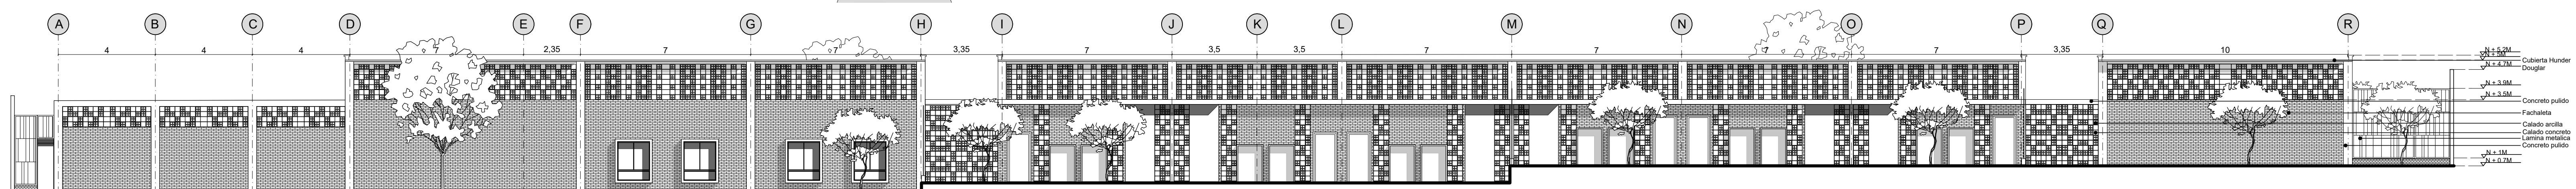 A B C D E F G H I J K L M N O P Q R
4 4 4 7 2,35 7 7 3,35 7 3,5 3,5 7 7 7 7 3,35 10
N + 5.2M
N + 5M
Cubierta Hunder
N + 4.7M
Douglar
N + 3.9M
N + 3.5M
Concreto pulido
Fachaleta
Calado arcilla
Calado concreto
Lamina metalica
Concreto pulido
N + 1M
N + 0.7M